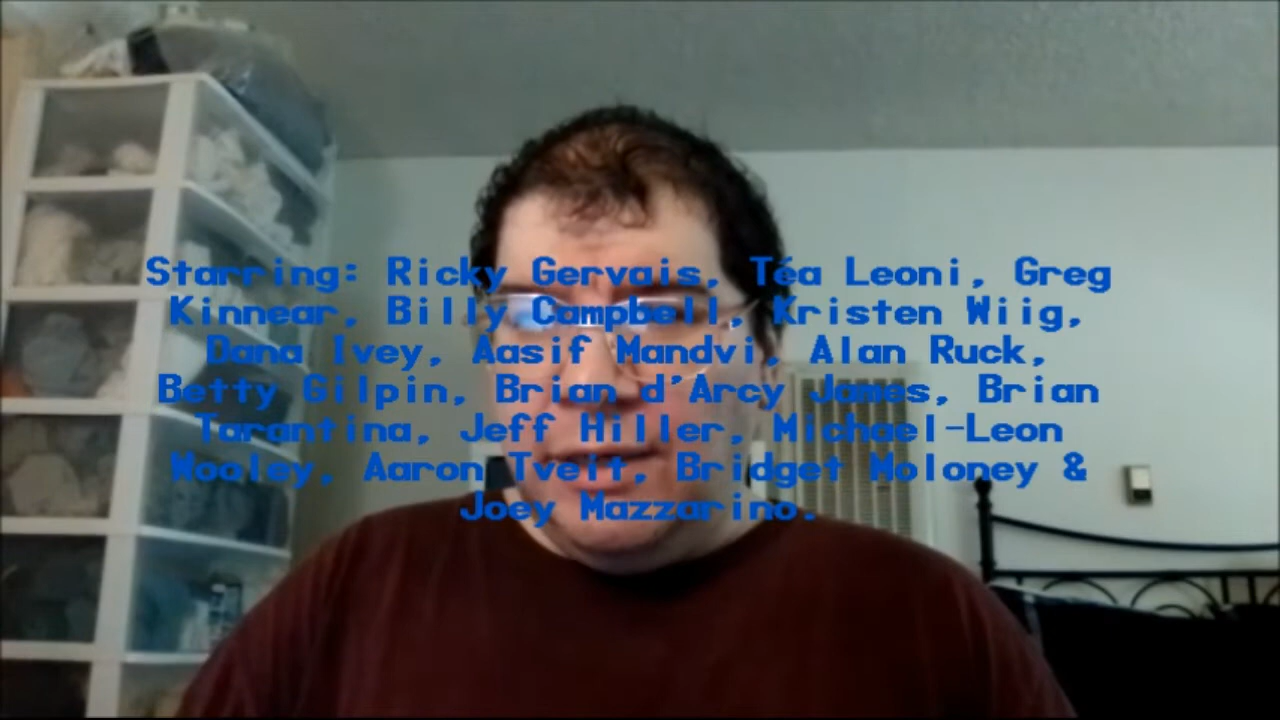 Starring: Ricky Gervais, Téa Leoni, Greg
Kinnear, Billy Campbell, Kristen Wiig,
Dana Ivey, Aasif Mandvi, Alan Ruck,
Betty Gilpin, Brian d'Arcy James, Brian
Tarantina, Jeff Hiller, Michael-Leon
Wooley, Aaron Tveit, Bridget Moloney &
Joey Mazzarino.